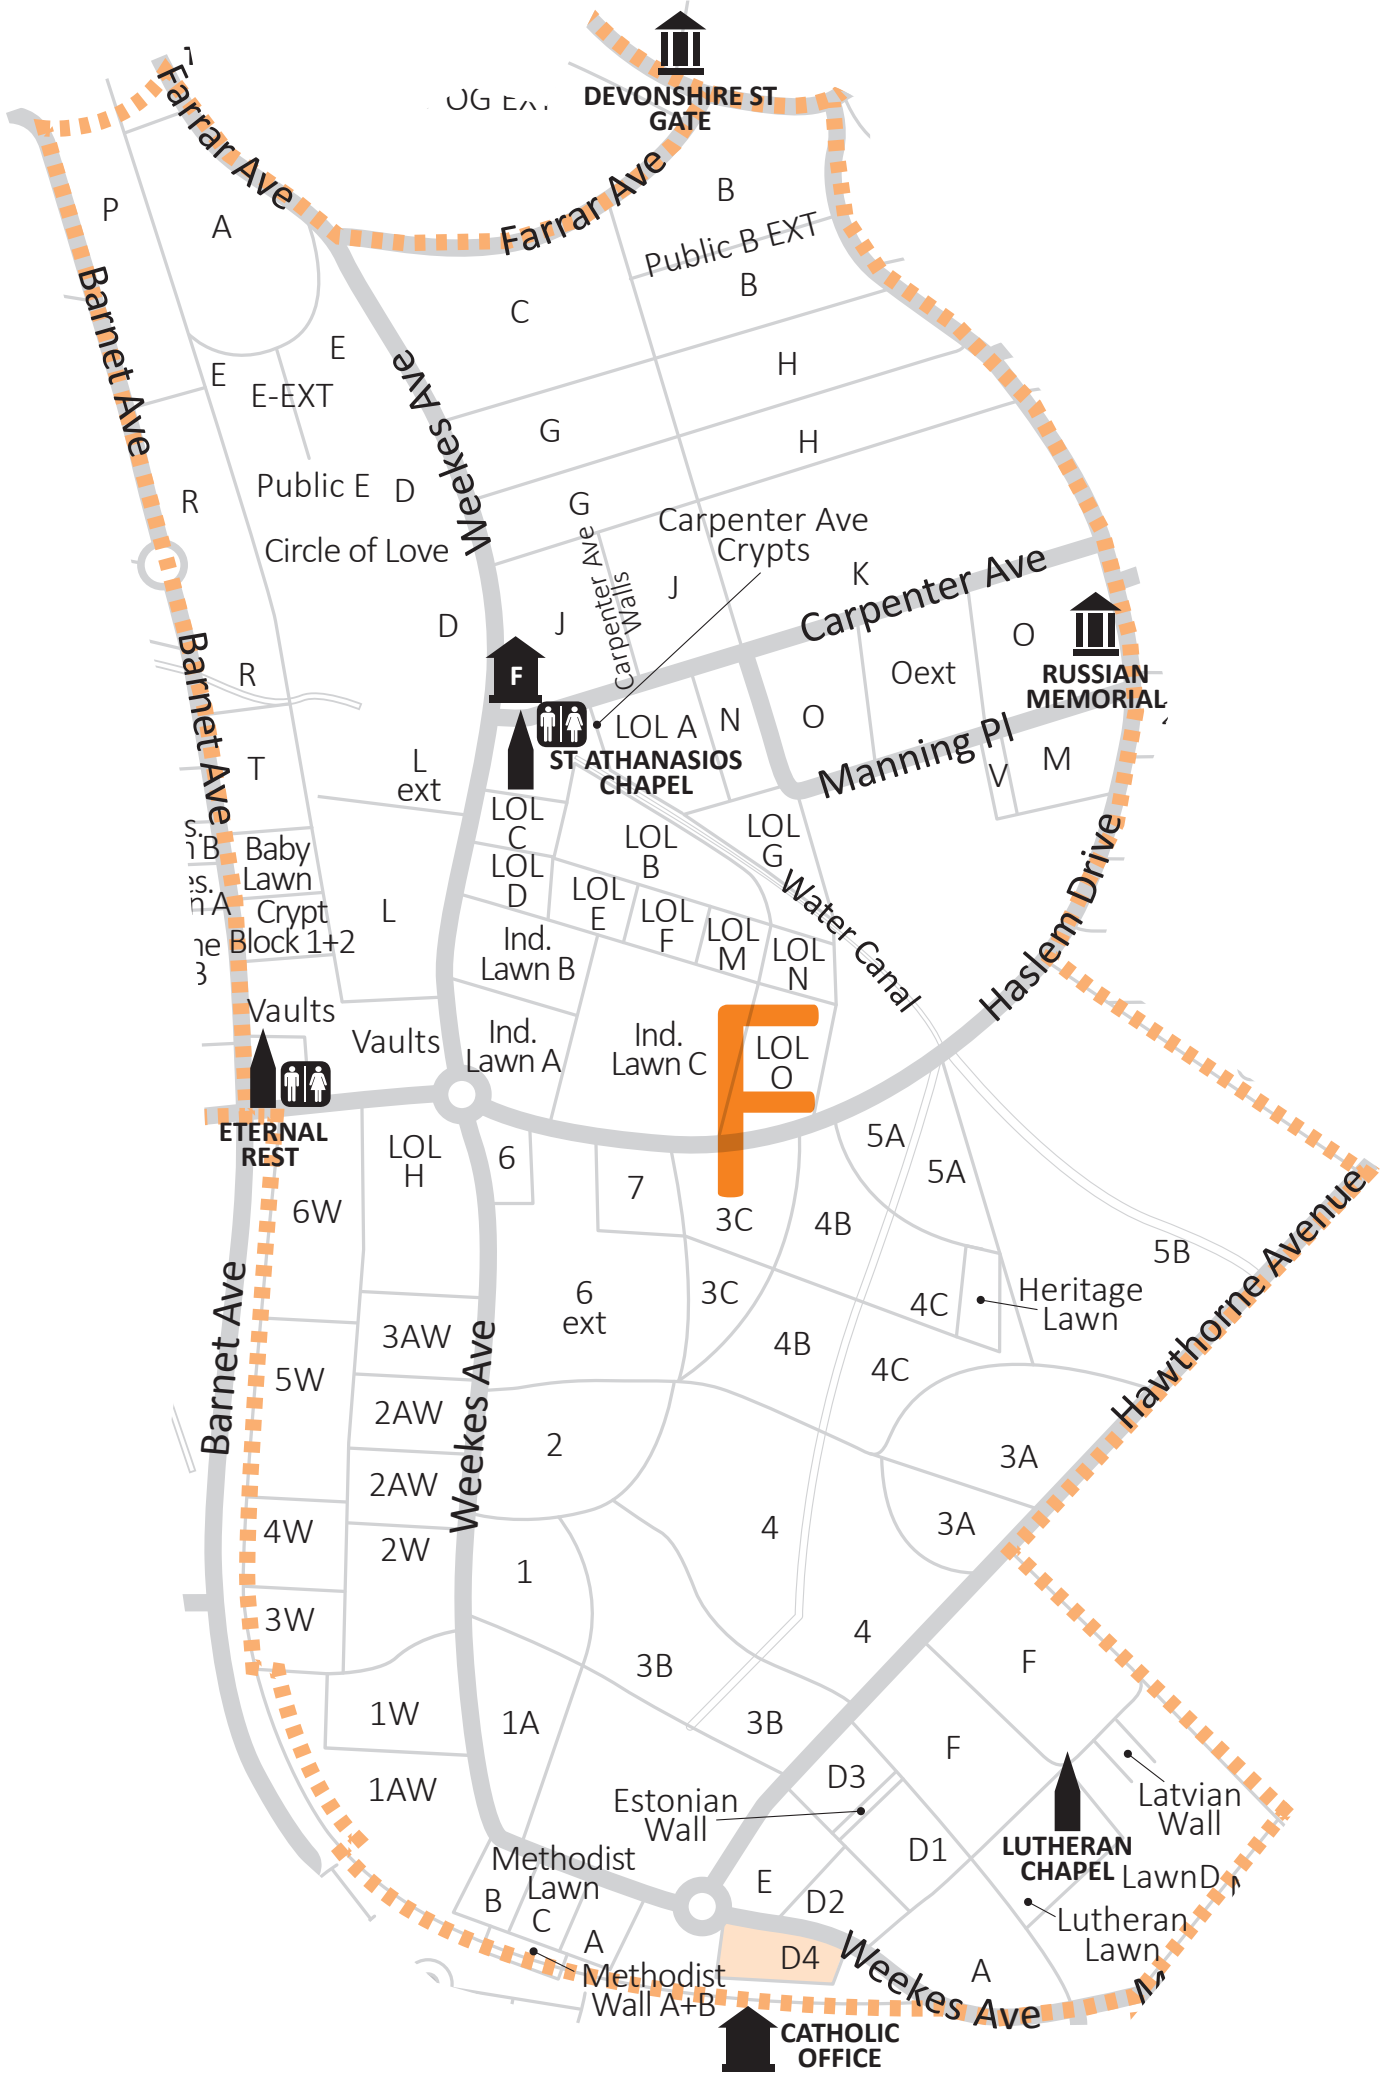 DEVONSHIRE ST
GATE
Farrar Ave
Farrar Ave
P
A
B
Public B EXT
B
Barnet Ave
C
E
E
E-EXT
Weekes Ave
H
G
H
R
Public E
D
G
Carpenter Ave
Crypts
Circle of Love
Carpenter Ave
Walls
J
K
Carpenter Ave
D
J
F
O
Oext
RUSSIAN
MEMORIAL
Barnet Ave
R
LOL A
N
O
Manning Pl
ST ATHANASIOS
CHAPEL
T
L
ext
V
M
LOL
C
LOL
B
LOL
G
Baby
Lawn
LOL
D
LOL
E
LOL
F
LOL
M
LOL
N
Water Canal
Haslem Drive
Crypt
Block 1+2
L
Ind.
Lawn B
Vaults
Vaults
Ind.
Lawn A
Ind.
Lawn C
F
LOL
O
ETERNAL
REST
LOL
H
6
7
5A
5A
6W
3C
4B
5B
Barnet Ave
6
ext
3C
4C
Heritage
Lawn
Hawthorne Avenue
3AW
Weekes Ave
4B
4C
5W
2AW
2
3A
2AW
4W
2W
4
3A
1
3W
4
3B
F
1W
1A
3B
F
1AW
D3
Estonian
Wall
Latvian
Wall
D1
LUTHERAN
CHAPEL
LawnD
Methodist
Lawn
B
C
A
E
D2
Lutheran
Lawn
D4
Weekes Ave
A
Methodist
Wall A+B
CATHOLIC
OFFICE